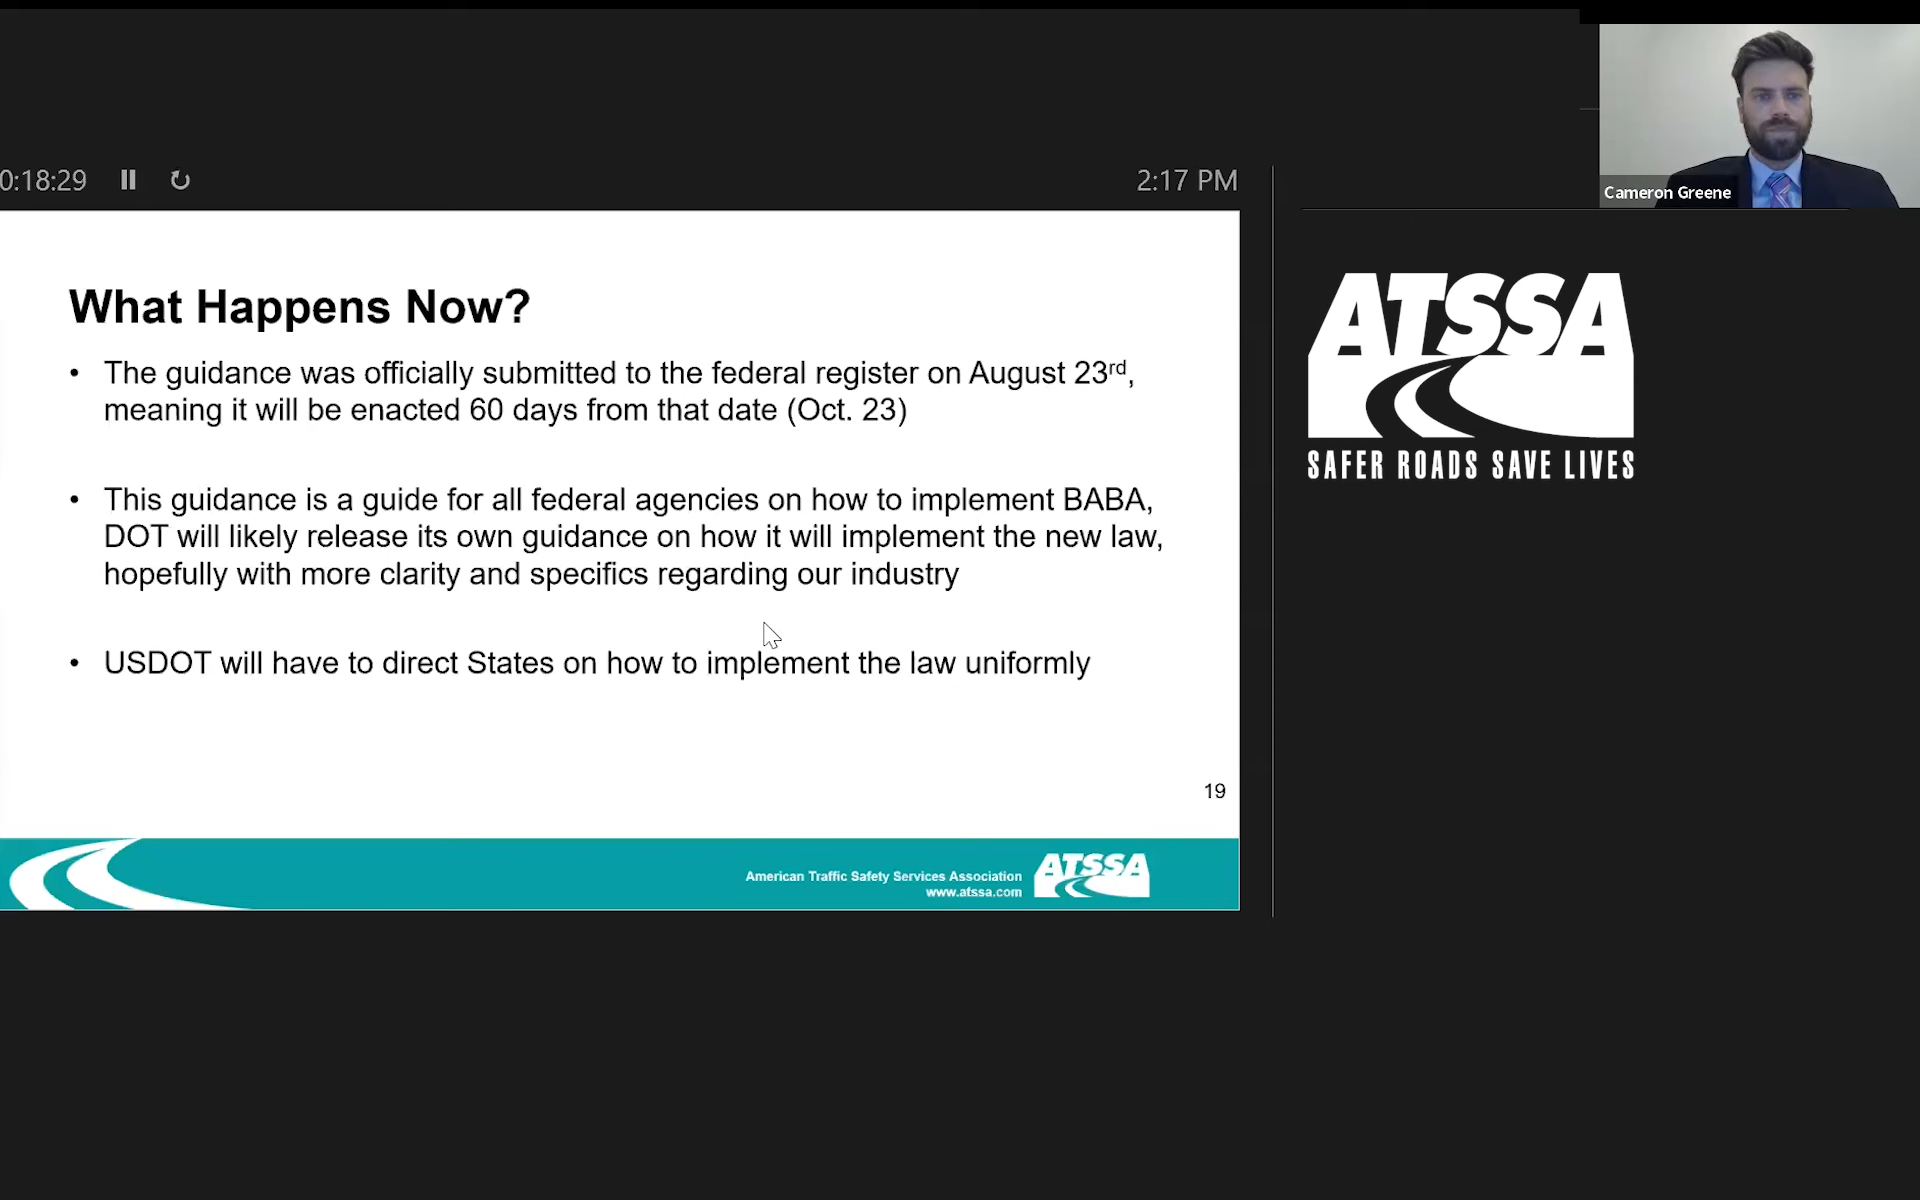 Cameron Greene
0:18:29
2:17 PM
What Happens Now?
• The guidance was officially submitted to the federal register on August 23rd,
meaning it will be enacted 60 days from that date (Oct. 23)
• This guidance is a guide for all federal agencies on how to implement BABA,
DOT will likely release its own guidance on how it will implement the new law,
hopefully with more clarity and specifics regarding our industry
• USDOT will have to direct States on how to implement the law uniformly
19
American Traffic Safety Services Association
www.atssa.com
ATSSA
ATSSA
SAFER ROADS SAVE LIVES